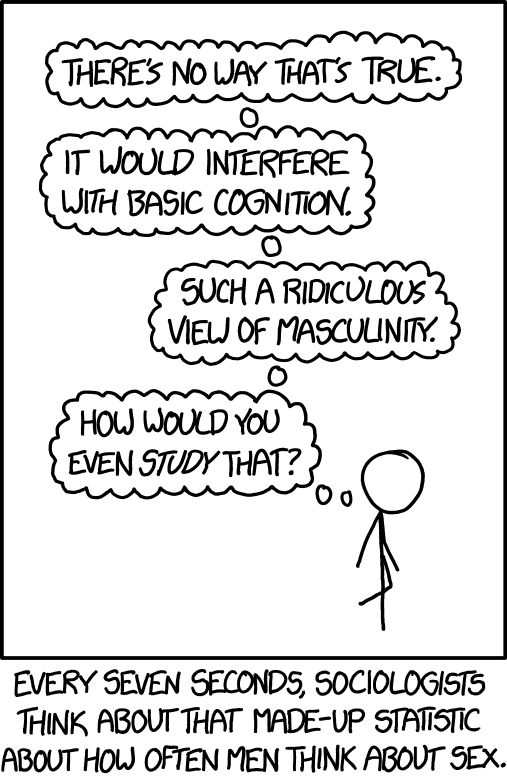 THERE'S NO WAY THAT'S TRUE.
IT WOULD INTERFERE
WITH BASIC COGNITION.
SUCH A RIDICULOUS
VIEW OF MASCULINITY.
HOW WOULD YOU
EVEN STUDY THAT?
EVERY SEVEN SECONDS, SOCIOLOGISTS
THINK ABOUT THAT MADE-UP STATISTIC
ABOUT HOW OFTEN MEN THINK ABOUT SEX.